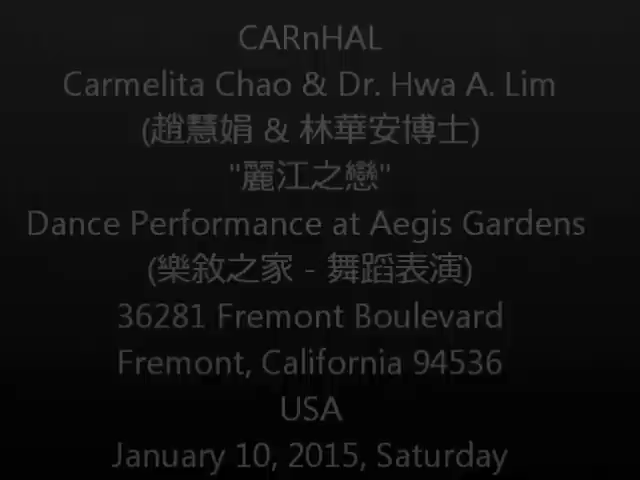 CARnHAL
Carmelita Chao & Dr. Hwa A. Lim
(趙慧娟 & 林華安博士)
"麗江之戀"
Dance Performance at Aegis Gardens
(樂敘之家 - 舞蹈表演)
36281 Fremont Boulevard
Fremont, California 94536
USA
January 10, 2015, Saturday